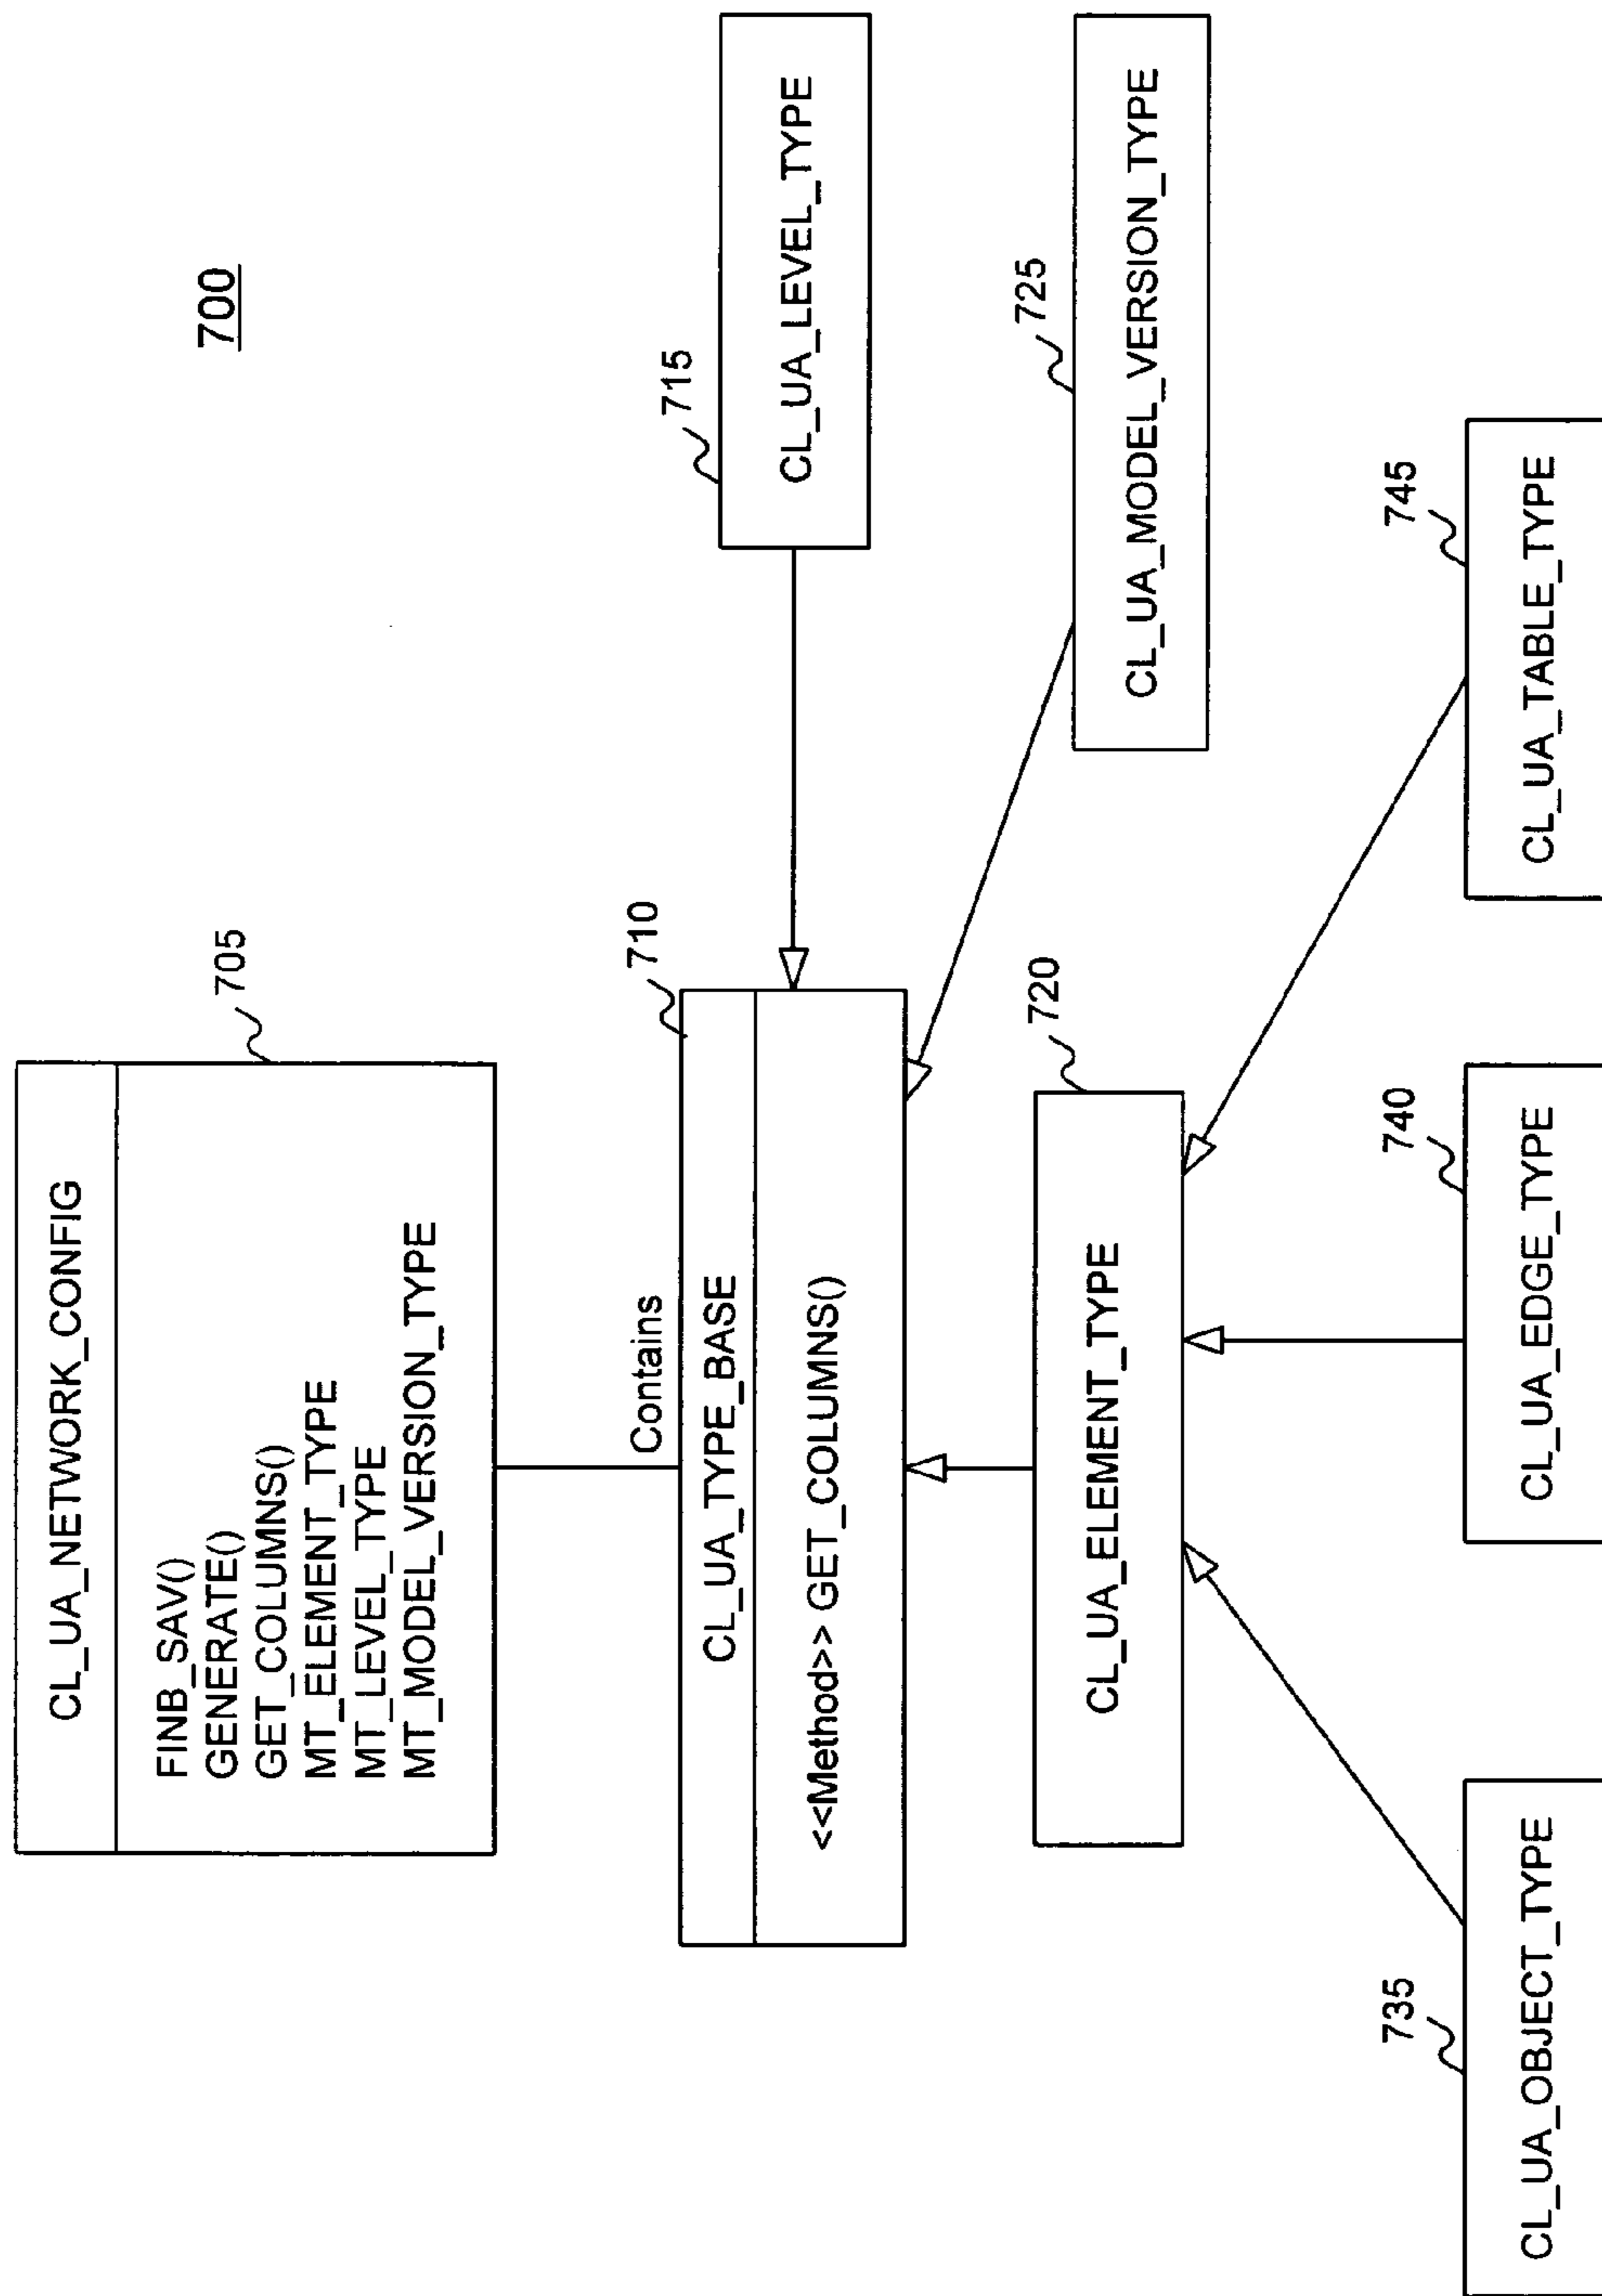 700
CL_UA_NETWORK_CONFIG
705
FINB_SAV()
GENERATE()
GET_COLUMNS()
MT_ELEMENT_TYPE
MT_LEVEL_TYPE
MT_MODEL_VERSION_TYPE
Contains
710
CL_UA_TYPE_BASE
<<Method>> GET_COLUMNS()
715
CL_UA_LEVEL_TYPE
720
CL_UA_ELEMENT_TYPE
725
CL_UA_MODEL_VERSION_TYPE
735
CL_UA_OBJECT_TYPE
740
CL_UA_EDGE_TYPE
745
CL_UA_TABLE_TYPE